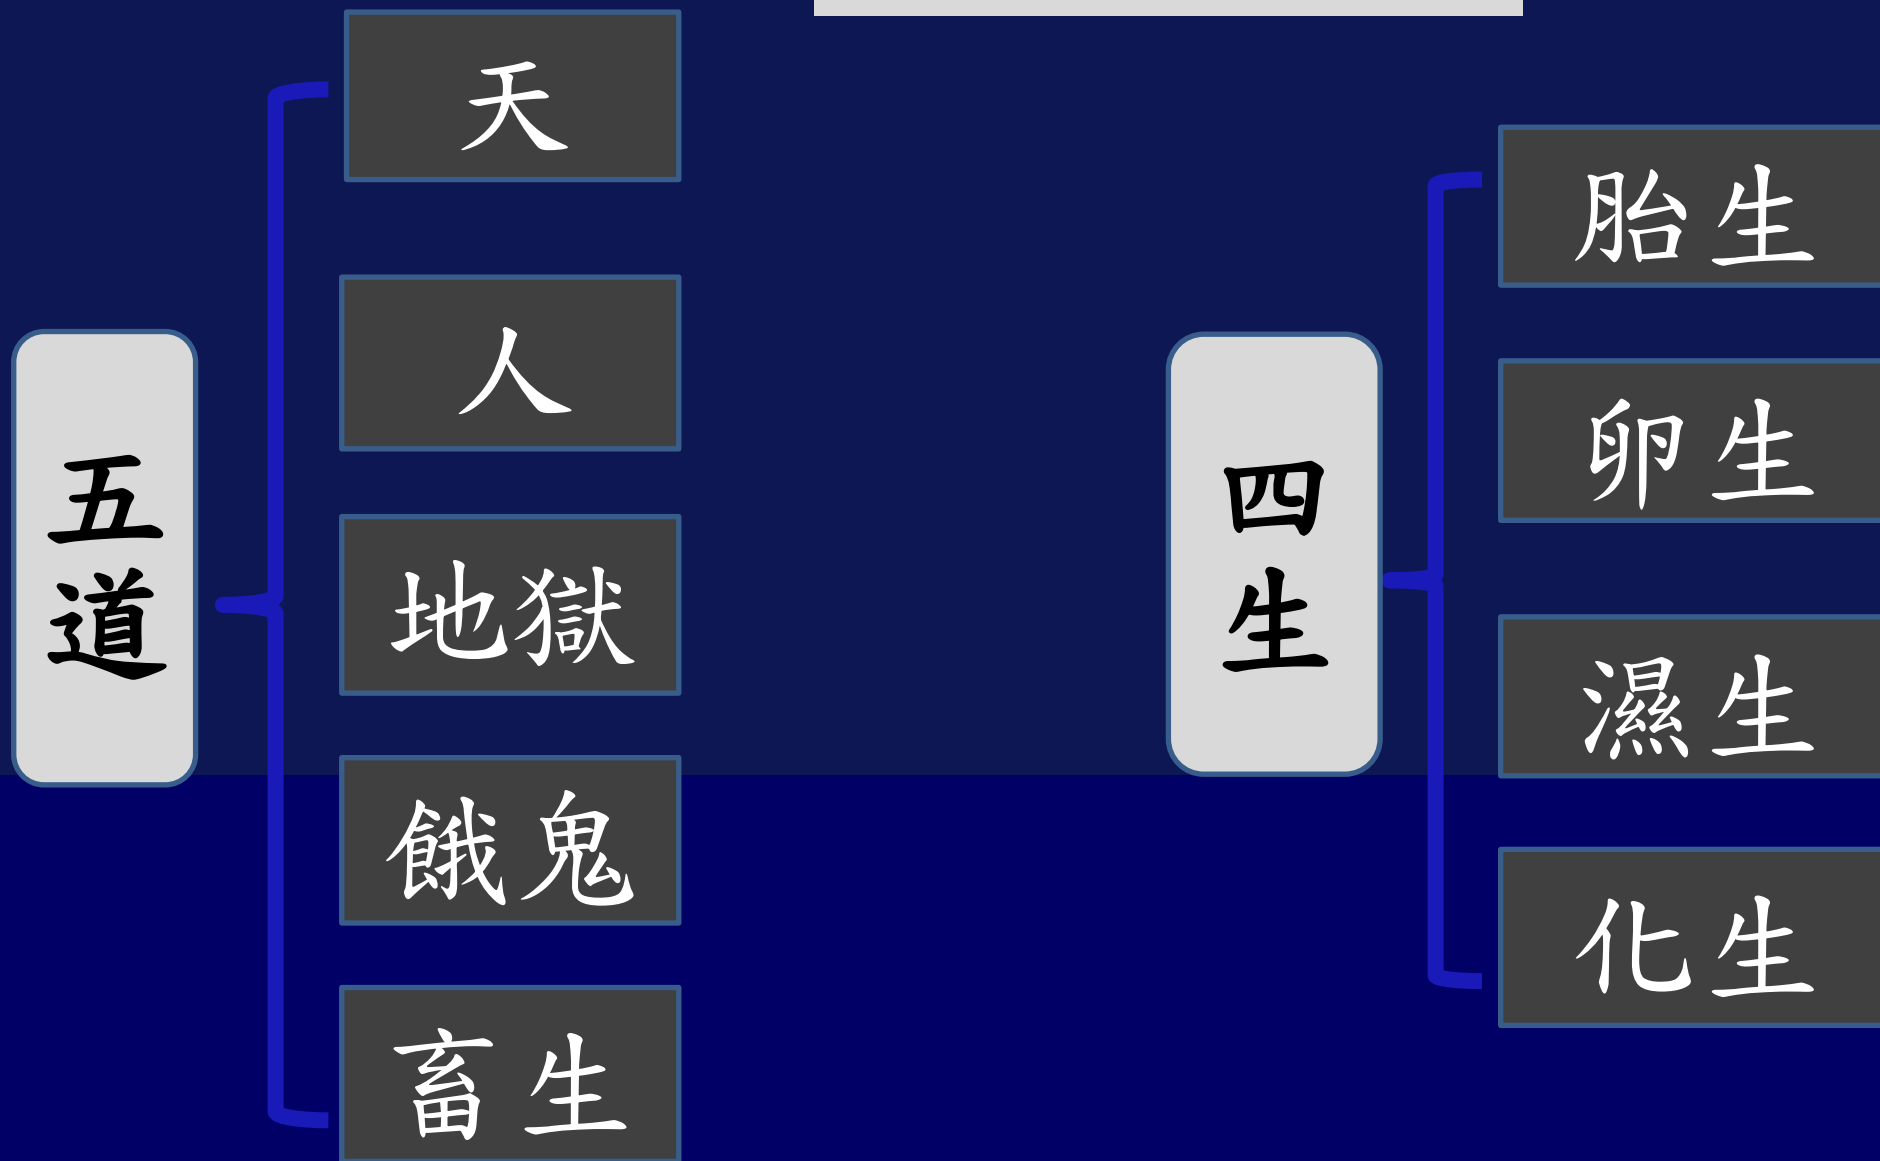 五道
天
人
地獄
餓鬼
畜生
四生
胎生
卵生
濕生
化生